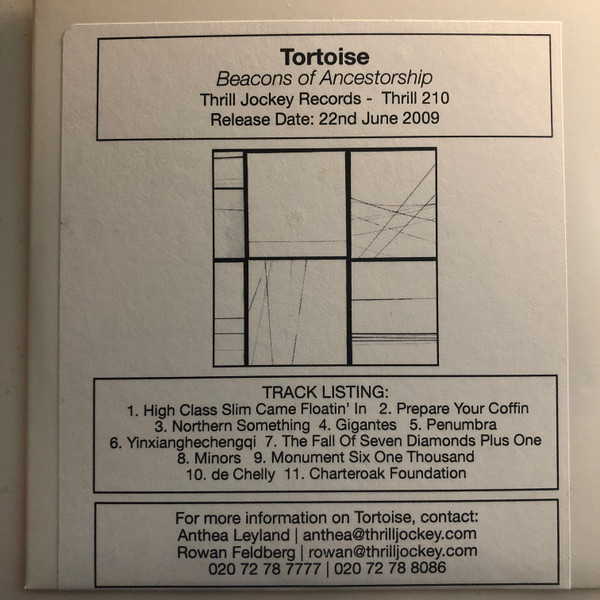 Tortoise
Beacons of Ancestorship
Thrill Jockey Records - Thrill 210
Release Date: 22nd June 2009
TRACK LISTING:
1. High Class Slim Came Floatin' In 2. Prepare Your Coffin
3. Northern Something 4. Gigantes 5. Penumbra
6. Yinxianghechengqi 7. The Fall Of Seven Diamonds Plus One
8. Minors 9. Monument Six One Thousand
10. de Chelly 11. Charteroak Foundation
For more information on Tortoise, contact:
Anthea Leyland | anthea@thrilljockey.com
Rowan Feldberg | rowan@thrilljockey.com
020 72 78 7777 | 020 72 78 8086